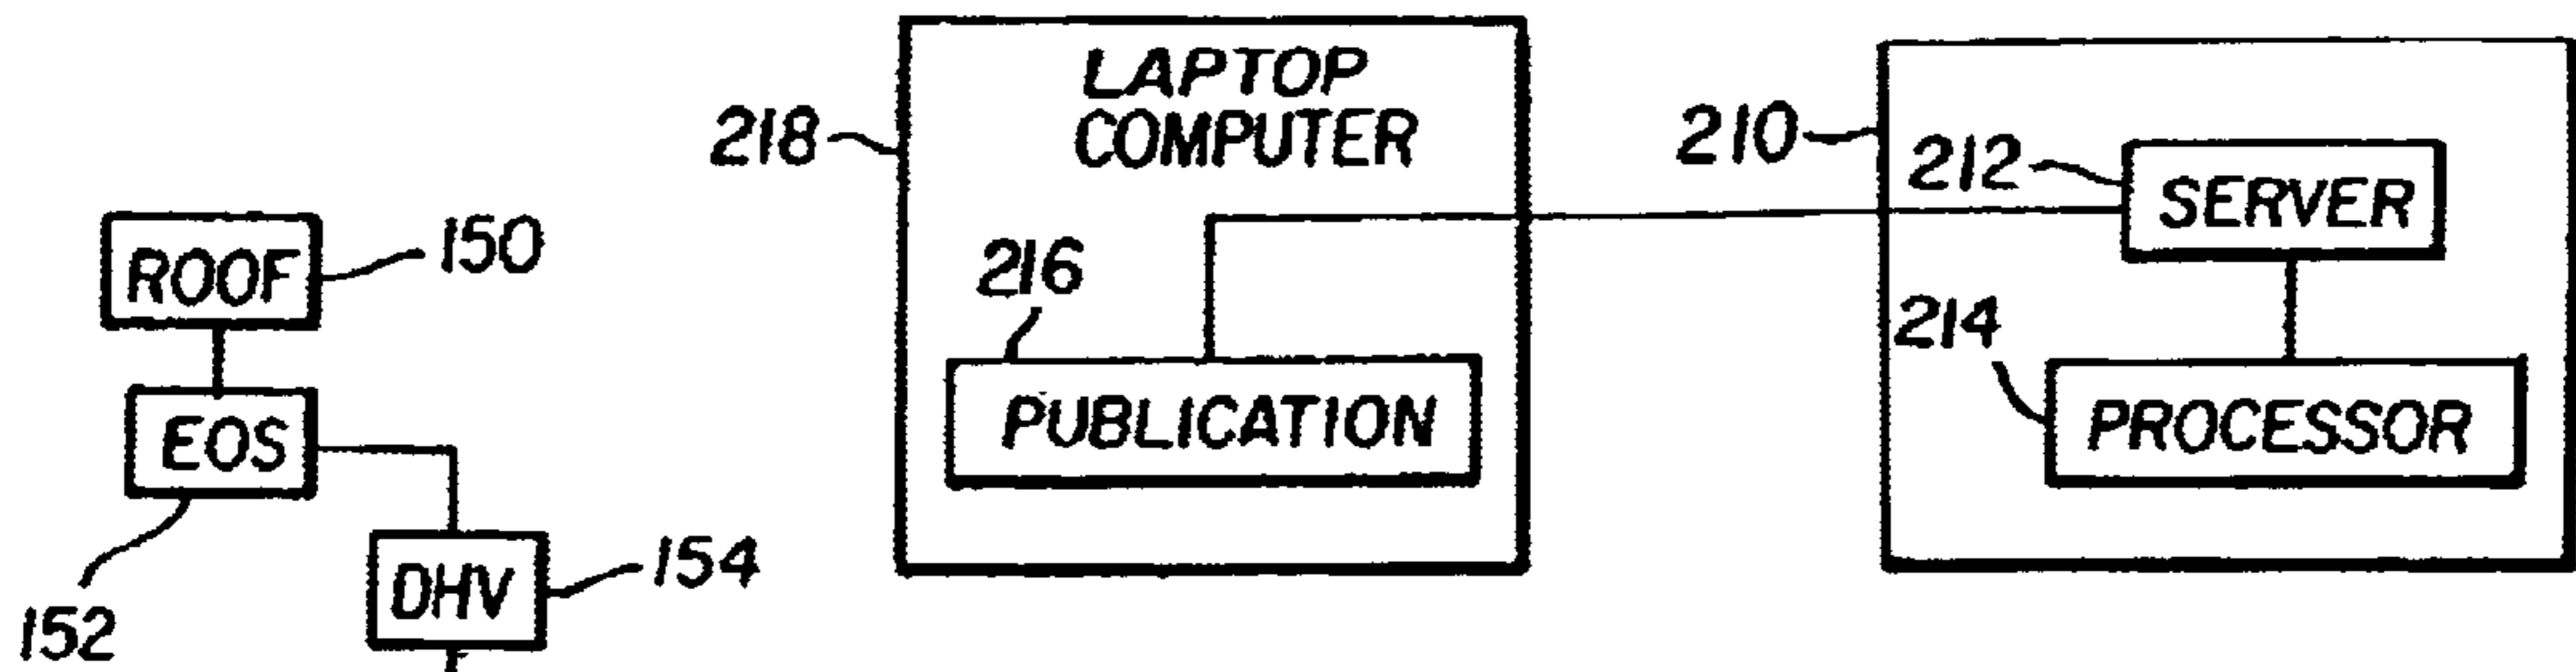 LAPTOP
COMPUTER
218
210
212
SERVER
150
ROOF
216
214
PUBLICATION
PROCESSOR
EOS
154
DHV
152